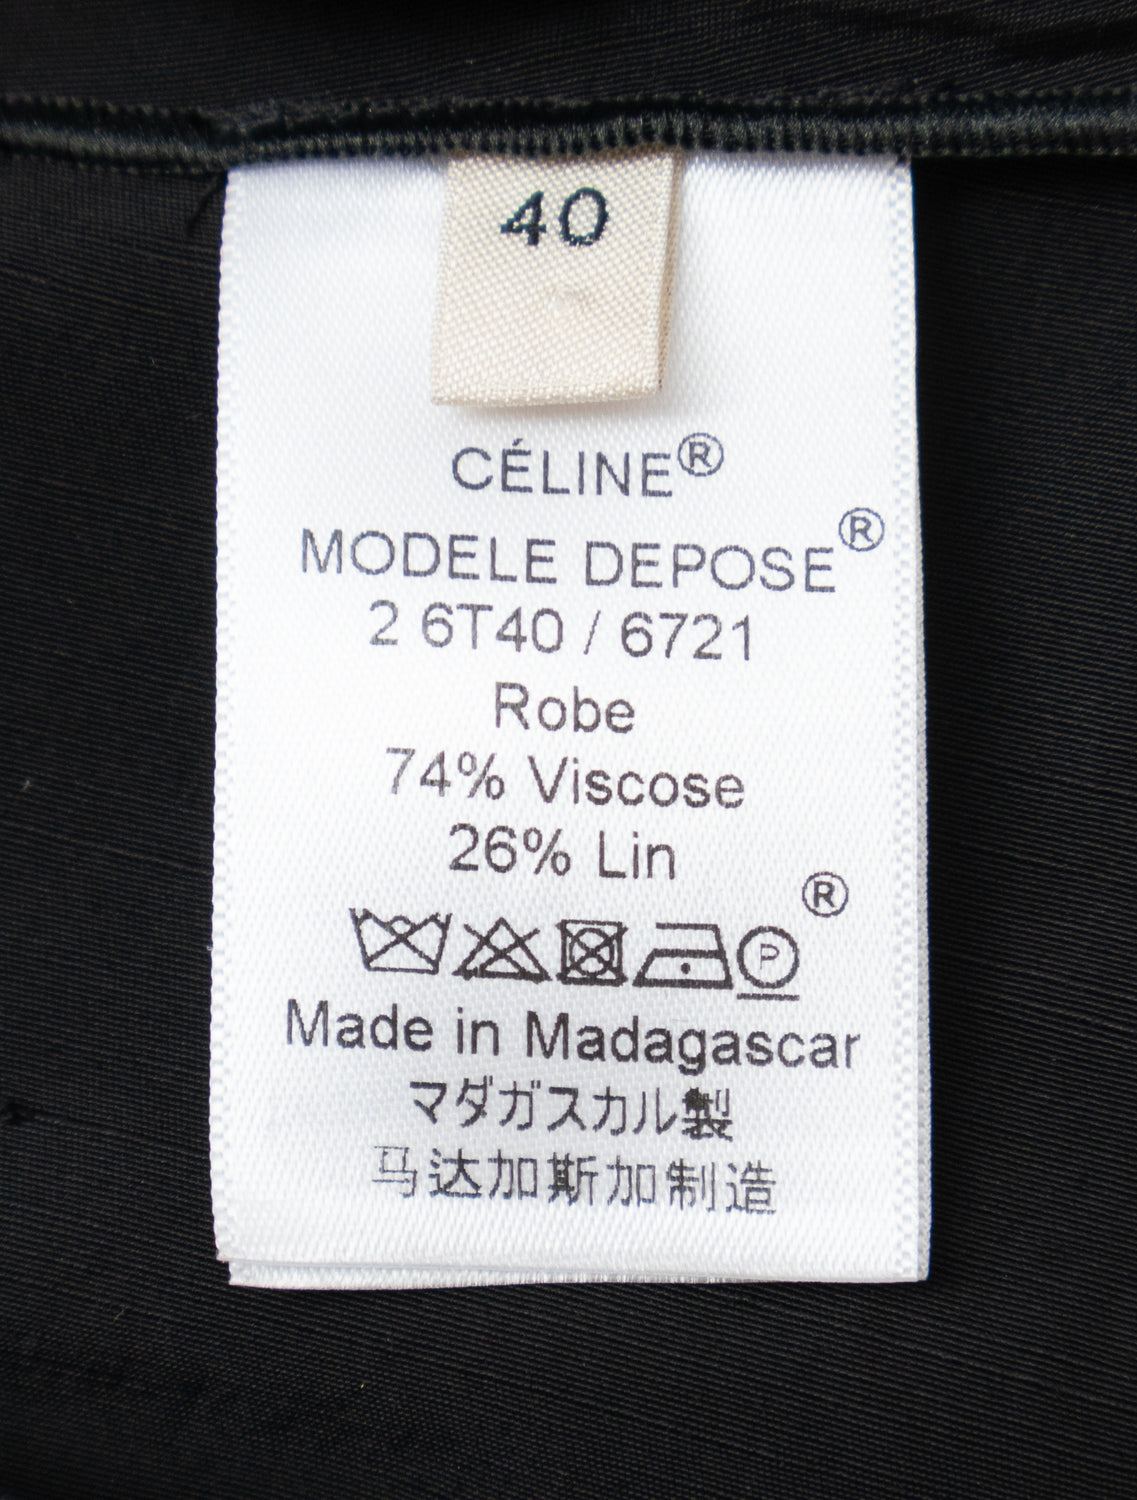 40
CÉLINE®
MODELE DEPOSE®
2 6T40 / 6721
Robe
74% Viscose
26% Lin
®
P
Made in Madagascar
マダガスカル製
马达加斯加制造